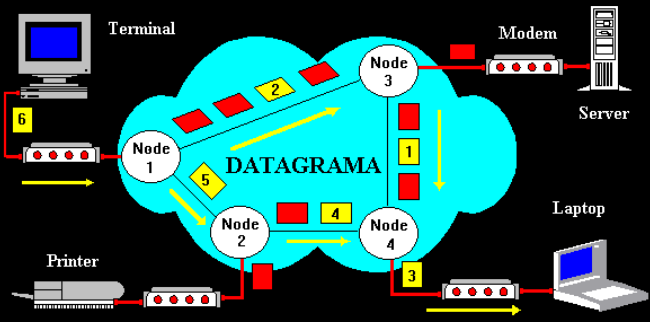 Terminal
Modem
Server
6
Node
1
2
Node
3
DATAGRAMA
1
5
Node
2
4
Node
4
Laptop
Printer
3